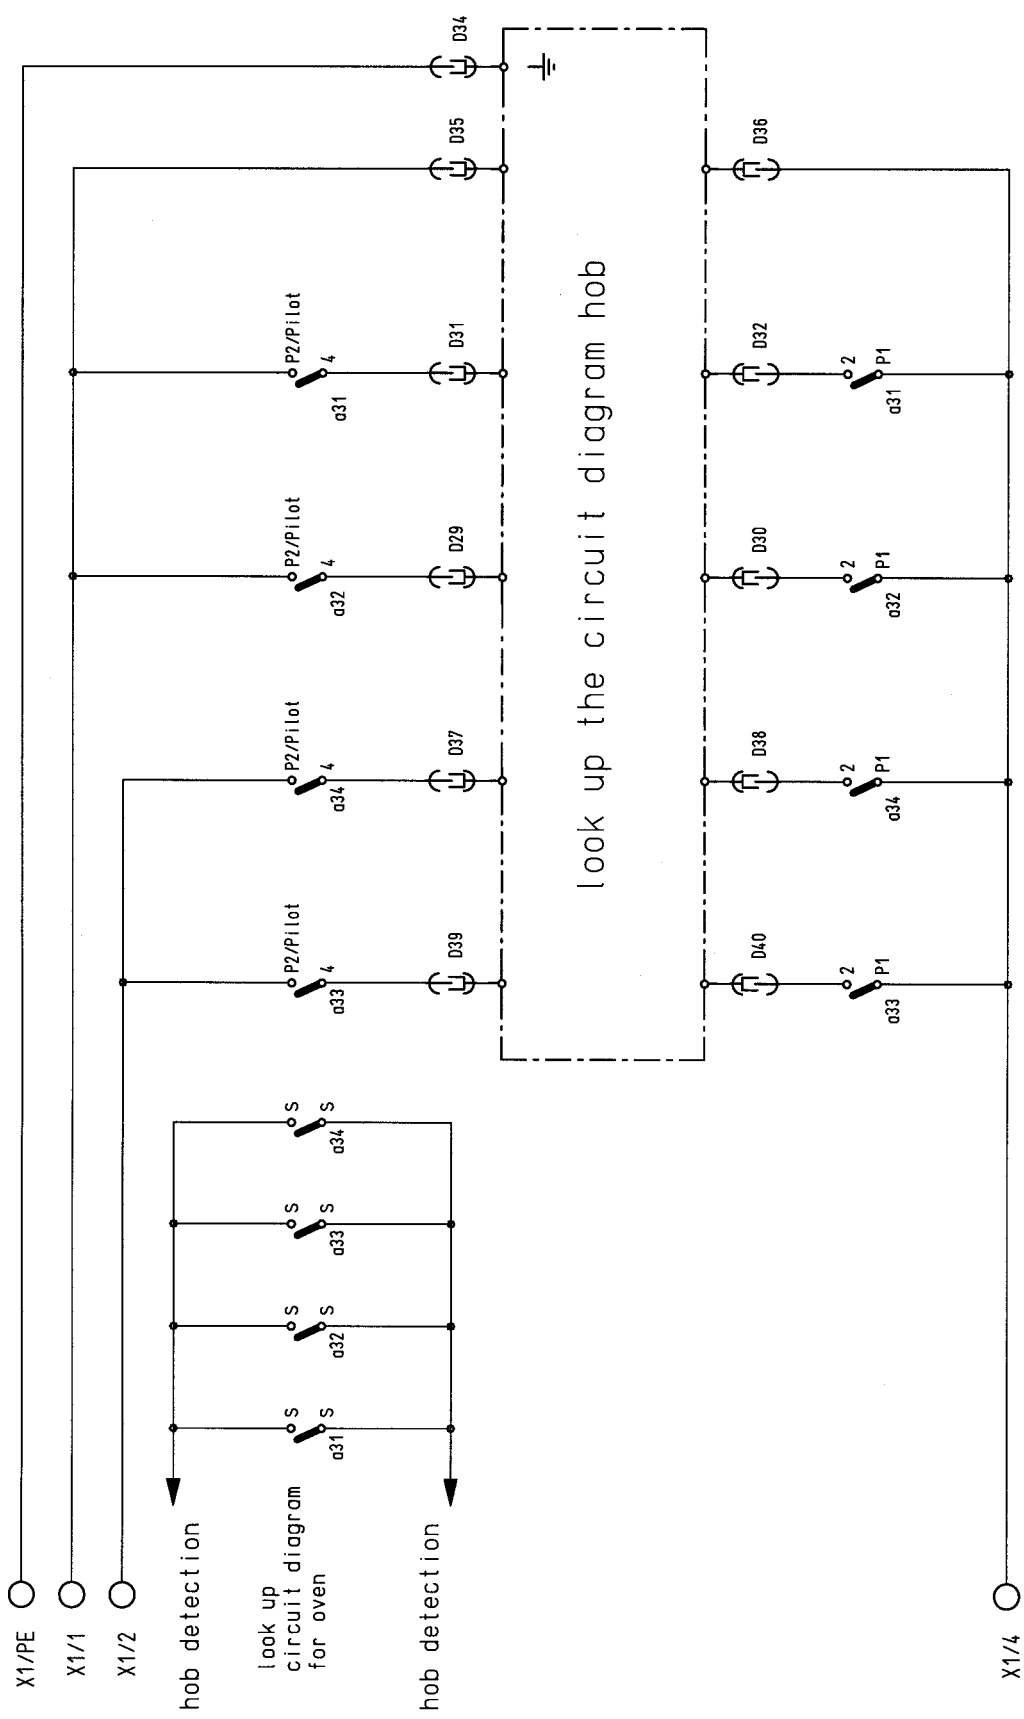 X1/PE
X1/1
X1/2
hob detection
look up
circuit diagram
for oven
S S S S P2/Pilot P2/Pilot P2/Pilot P2/Pilot
S S S S 4 4 4 4
a31 a32 a33 a34 a33 a34 a32 a31
hob detection
D39 D37 D29 D31 D35 D34
look up the circuit diagram hob
D40 D38 D30 D32 D36
2 2 2 2
P1 P1 P1 P1
a33 a34 a32 a31
X1/4